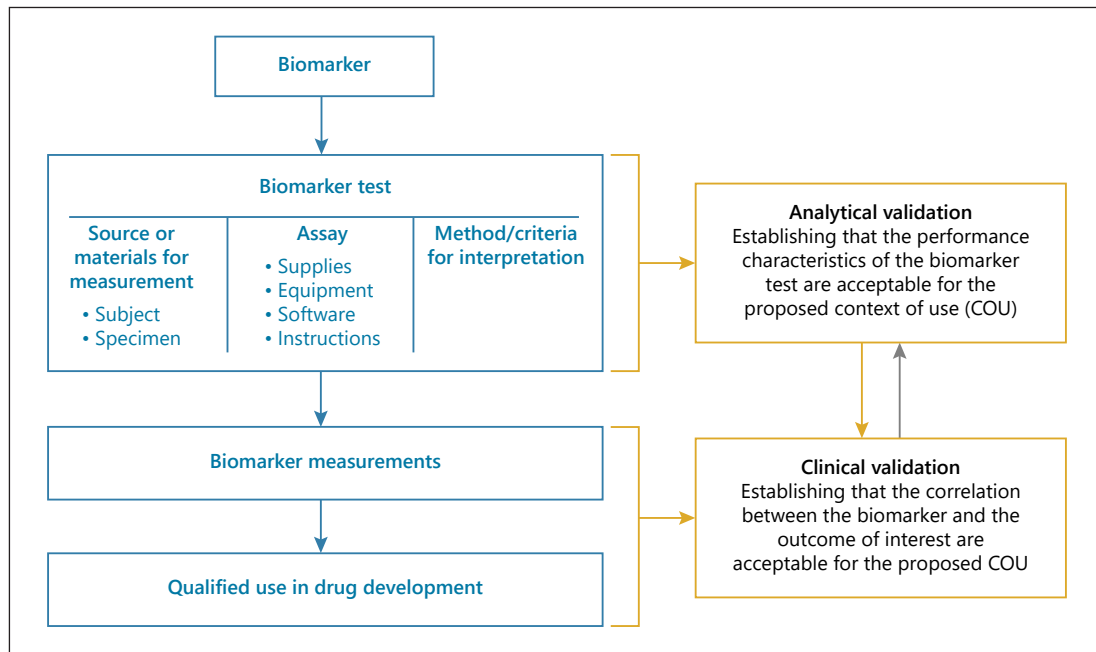 Biomarker
Biomarker test
Source or
materials for
measurement
• Subject
• Specimen
Assay
• Supplies
• Equipment
• Software
• Instructions
Method/criteria
for interpretation
Analytical validation
Establishing that the performance
characteristics of the biomarker
test are acceptable for the
proposed context of use (COU)
Biomarker measurements
Qualified use in drug development
Clinical validation
Establishing that the correlation
between the biomarker and the
outcome of interest are
acceptable for the proposed COU